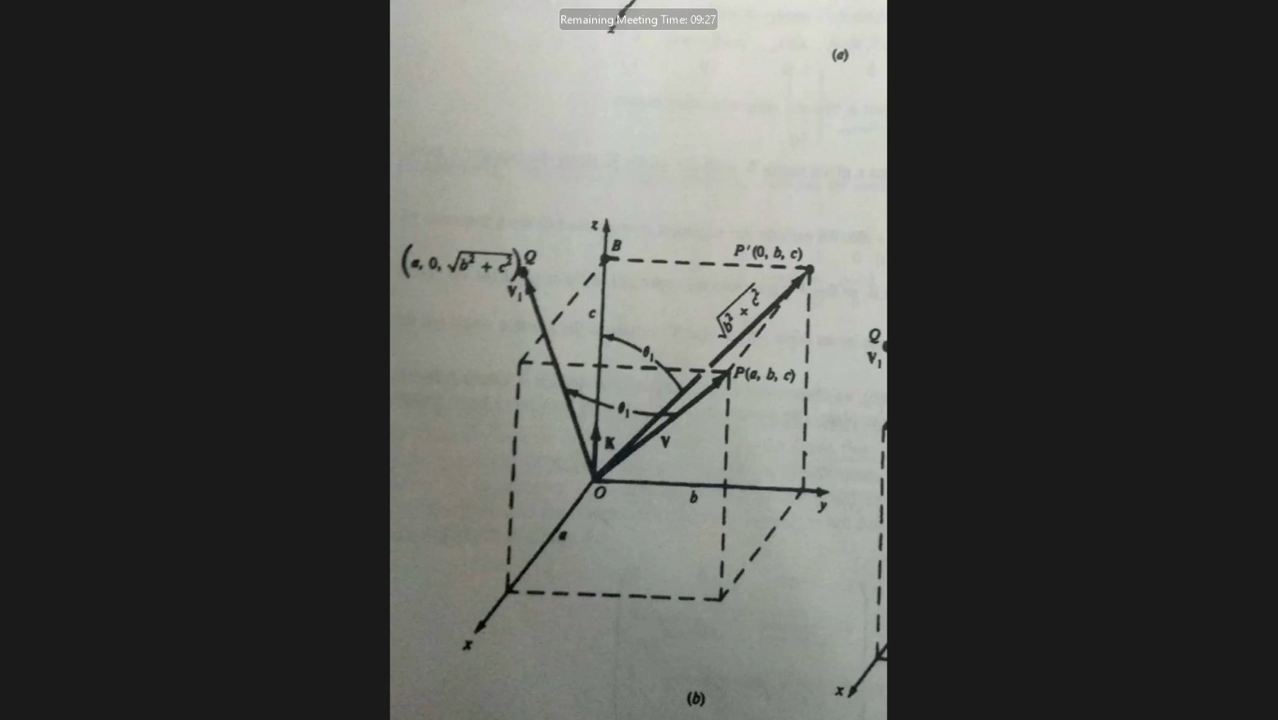 Remaining Meeting Time: 09:27
x
(a)
z
B
P'(0, b, c)
(a, 0, √b² + c²)
Q
V₁
c
√b² + c²
θ₁
Q
V₁
P(a, b, c)
θ₁
K
V
O
b
y
a
x
x
(b)